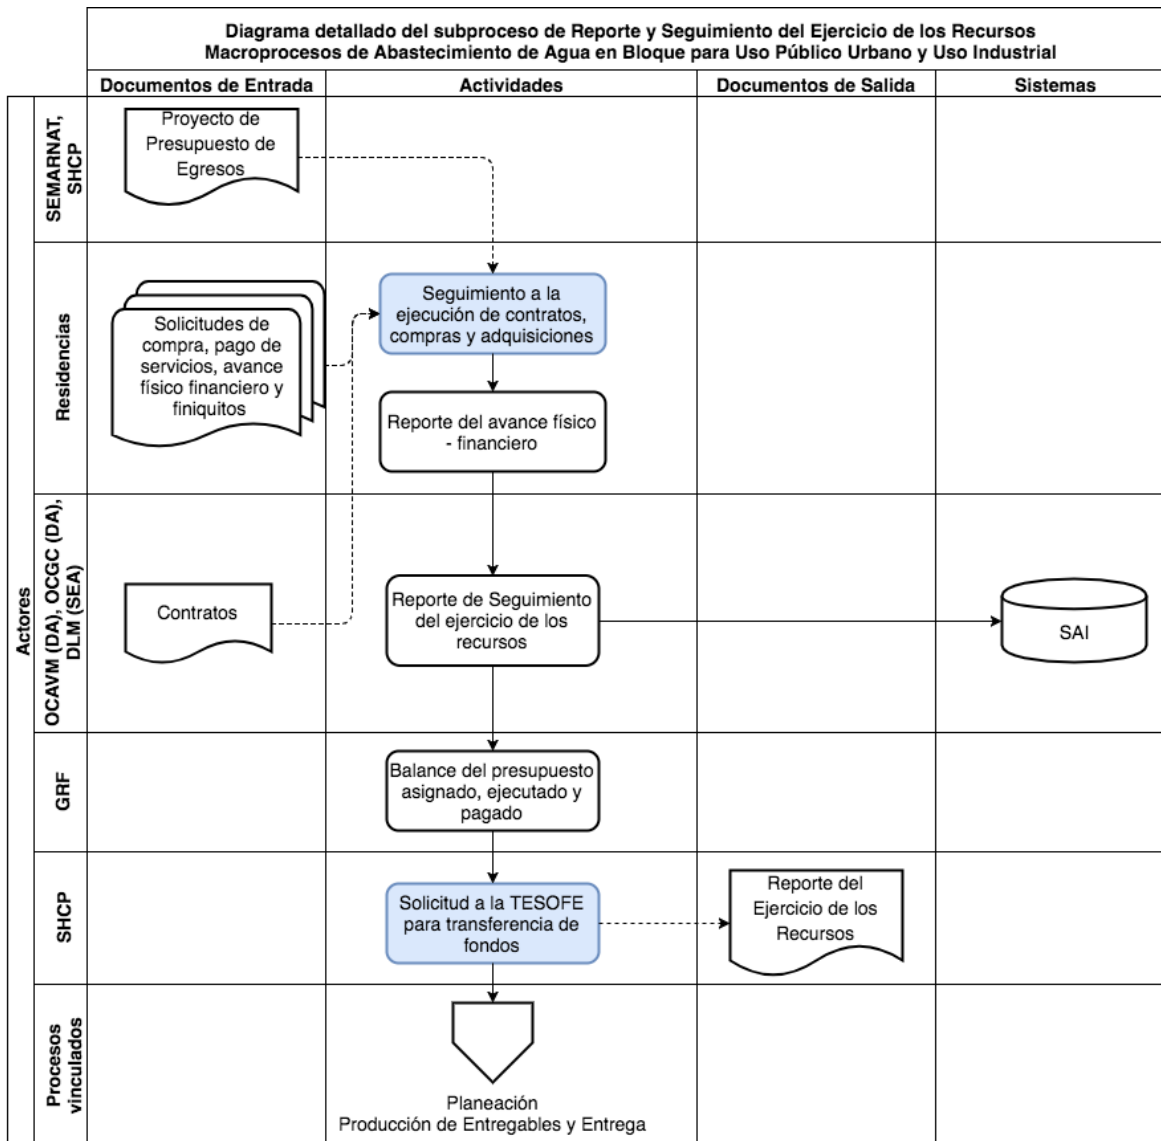 Diagrama detallado del subproceso de Reporte y Seguimiento del Ejercicio de los Recursos
Macroprocesos de Abastecimiento de Agua en Bloque para Uso Público Urbano y Uso Industrial
Documentos de Entrada
Actividades
Documentos de Salida
Sistemas
Actores
SEMARNAT,
SHCP
Proyecto de
Presupuesto de
Egresos
Residencias
Solicitudes de
compra, pago de
servicios, avance
físico financiero y
finiquitos
Seguimiento a la
ejecución de contratos,
compras y adquisiciones
Reporte del avance físico
- financiero
OCAVM (DA), OCGC (DA),
DLM (SEA)
Contratos
Reporte de Seguimiento
del ejercicio de los
recursos
SAI
GRF
Balance del presupuesto
asignado, ejecutado y
pagado
SHCP
Solicitud a la TESOFE
para transferencia de
fondos
Reporte del
Ejercicio de los
Recursos
Procesos
vinculados
Planeación
Producción de Entregables y Entrega